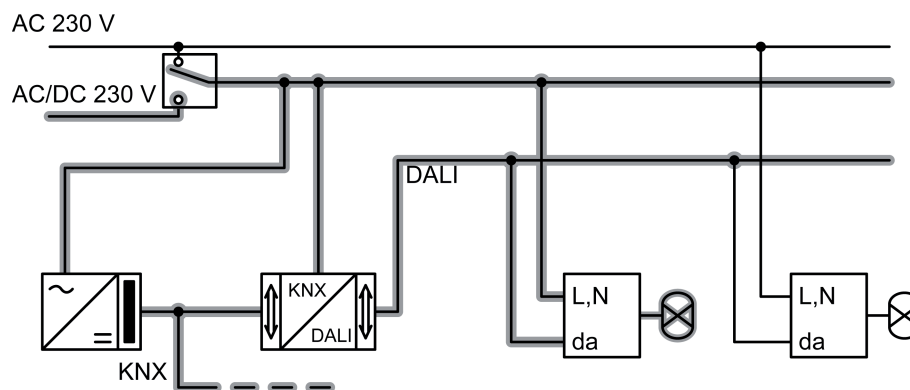 AC 230 V
AC/DC 230 V
DALI
KNX
DALI
L,N
da
L,N
da
KNX